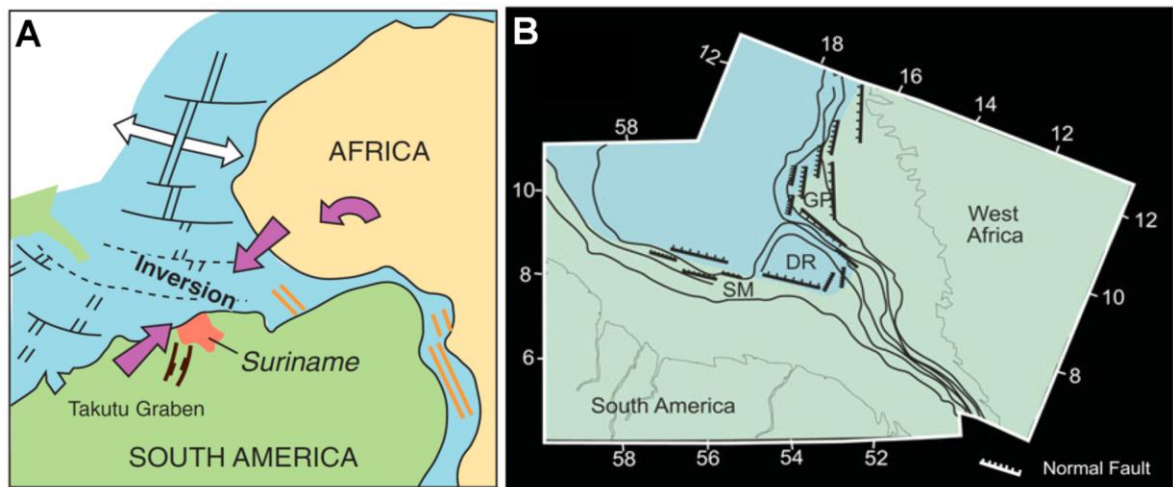 A
AFRICA
Inversion
Suriname
Takutu Graben
SOUTH AMERICA
B
12
18
16
14
12
58
10
8
6
GP
DR
SM
West
Africa
12
10
8
South America
58
56
54
52
Normal Fault